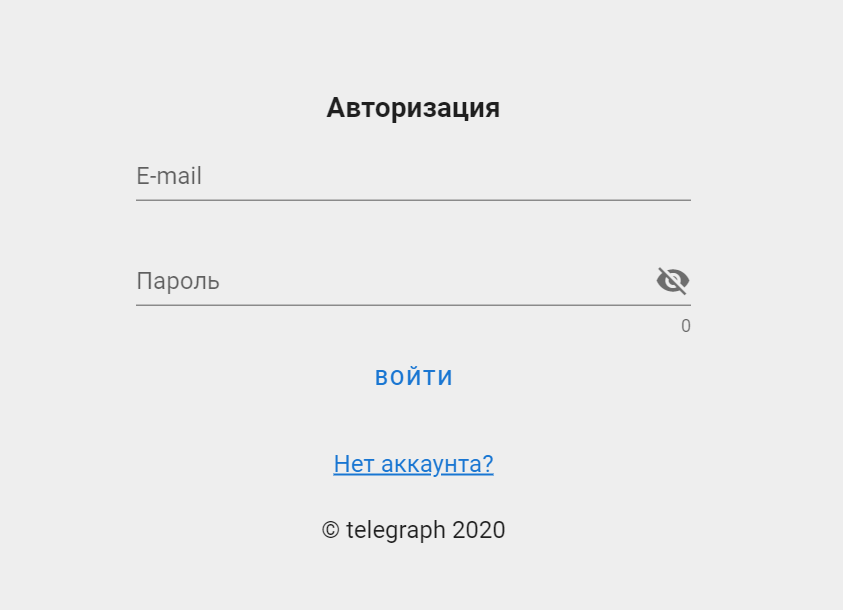 Авторизация
E-mail
Пароль
0
ВОЙТИ
Нет аккаунта?
© telegraph 2020